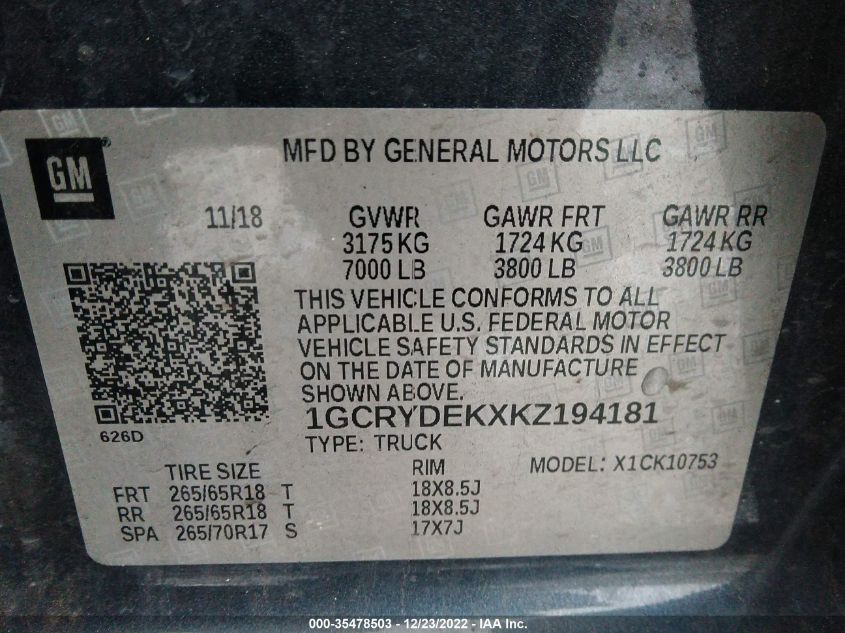 GM
MFD BY GENERAL MOTORS LLC
11/18 GVWR GAWR FRT GAWR RR
3175 KG 1724 KG 1724 KG
7000 LB 3800 LB 3800 LB
THIS VEHICLE CONFORMS TO ALL
APPLICABLE U.S. FEDERAL MOTOR
VEHICLE SAFETY STANDARDS IN EFFECT
ON THE DATE OF MANUFACTURE
SHOWN ABOVE.
626D
1GCRYDEKXKZ194181
TYPE: TRUCK
TIRE SIZE RIM MODEL: X1CK10753
FRT 265/65R18 T 18X8.5J
RR 265/65R18 T 18X8.5J
SPA 265/70R17 S 17X7J
000-35478503 - 12/23/2022 - IAA Inc.